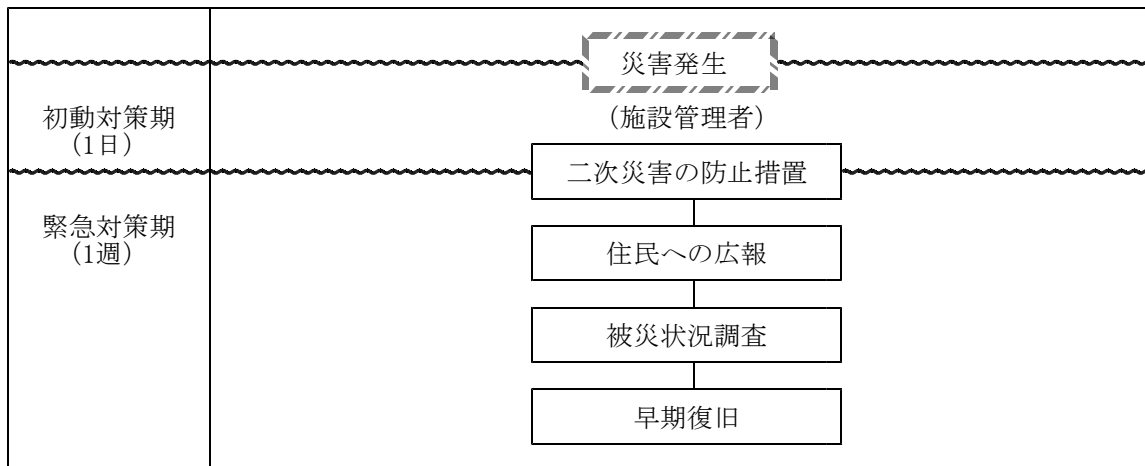 災害発生
初動対策期
(1日)
(施設管理者)
二次災害の防止措置
緊急対策期
(1週)
住民への広報
被災状況調査
早期復旧